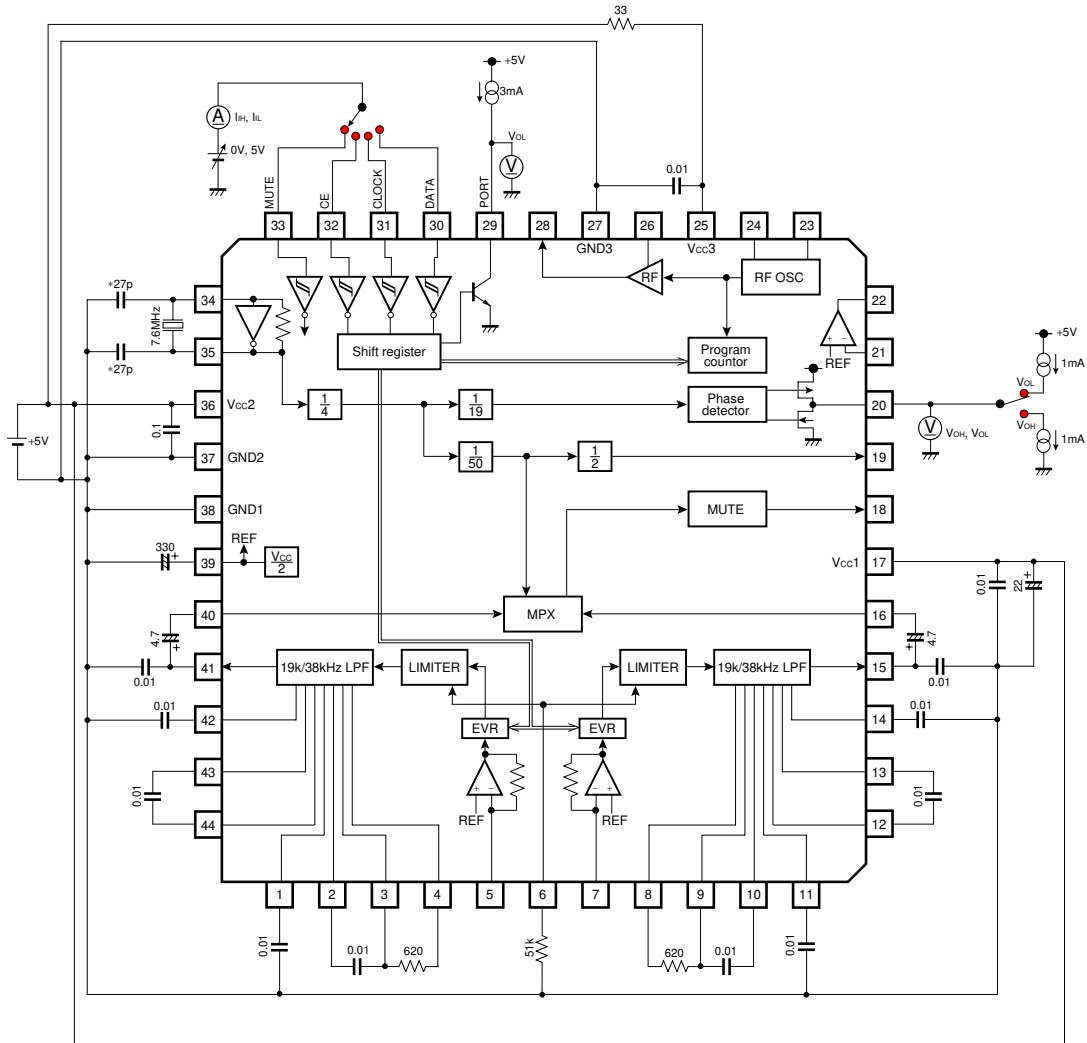 33
+5V
3mA
A
IIH, IIL
0V, 5V
VOL
V
0.01
MUTE
CE
CLOCK
DATA
PORT
33
32
31
30
29
28
27
26
25
24
23
GND3
VCC3
RF
RF OSC
*27p
34
7.6MHz
35
*27p
Shift register
Program
countor
22
+ −
REF
21
+5V
1mA
VOL
VOH
1mA
36
VCC2
1/4
1/19
Phase
detector
20
V
VOH, VOL
+5V
0.1
37
GND2
1/50
1/2
19
38
GND1
MUTE
18
330
+
39
REF
VCC/2
VCC1
17
0.01
22
+
40
MPX
16
4.7
+
4.7
+
41
19k/38kHz LPF
LIMITER
LIMITER
19k/38kHz LPF
15
0.01
0.01
0.01
42
EVR
EVR
14
0.01
43
+ −
REF
− +
REF
13
0.01
0.01
44
12
1
2
3
4
5
6
7
8
9
10
11
0.01
0.01
620
51k
620
0.01
0.01